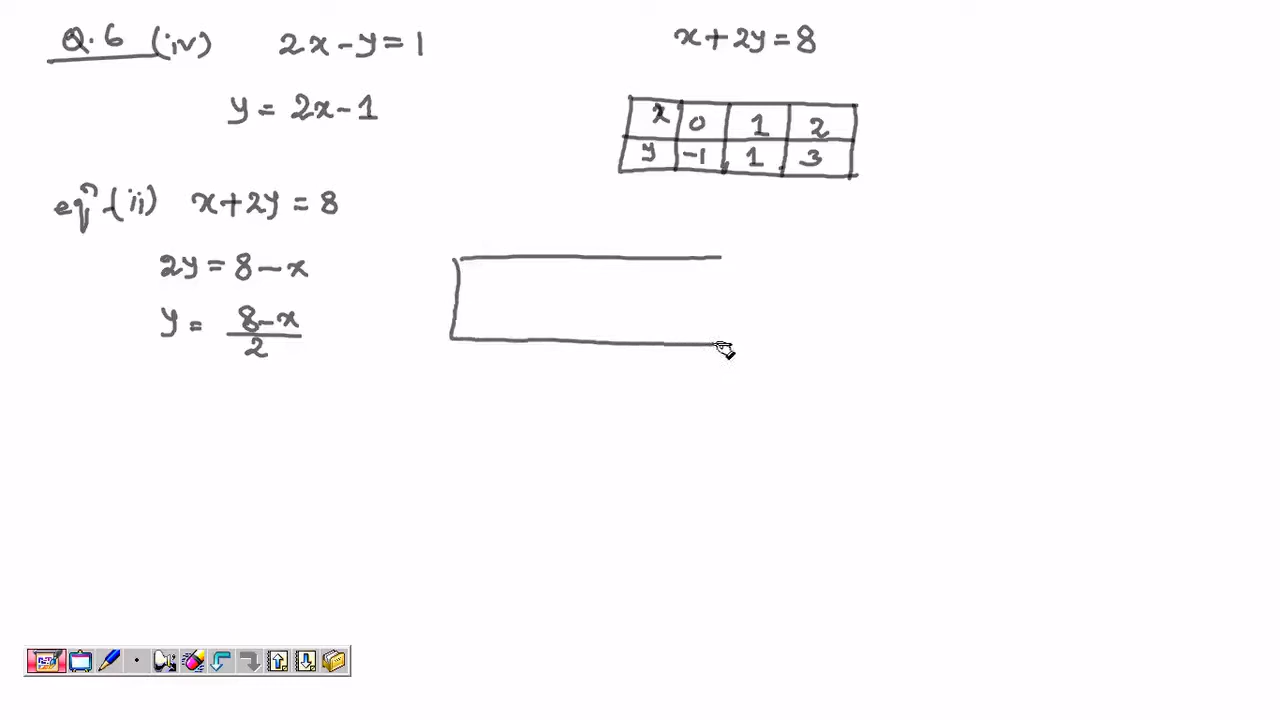 Q.6 (iv) 2x-y=1 x+2y=8
y = 2x-1
x 0 1 2
y -1 1 3
eqⁿ-(ii) x+2y=8
2y=8-x
y = 8-x
2